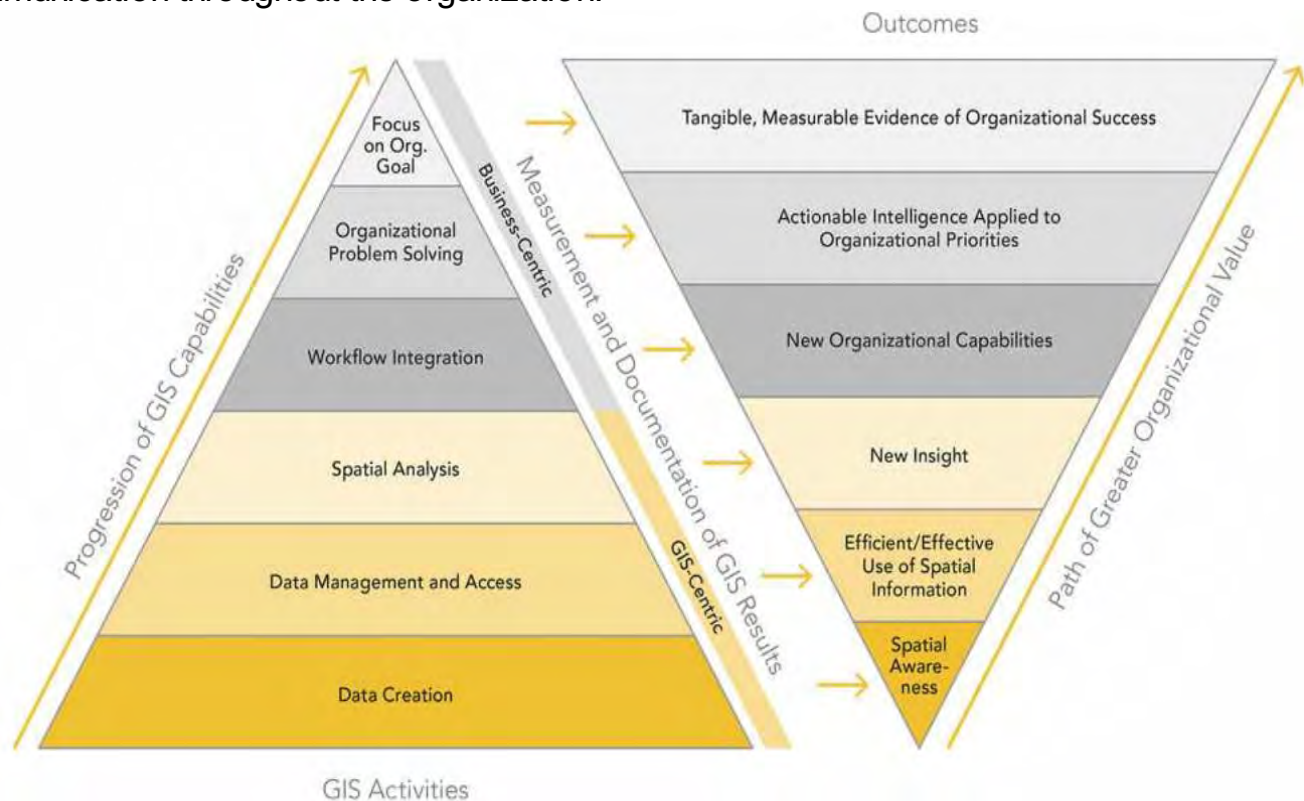 throughout the organization.
Outcomes
Focus
on Org.
Goal
Organizational
Problem Solving
Workflow Integration
Spatial Analysis
Data Management and Access
Data Creation
GIS Activities
Progression of GIS Capabilities
Business-Centric
GIS-Centric
Measurement and Documentation of GIS Results
Tangible, Measurable Evidence of Organizational Success
Actionable Intelligence Applied to
Organizational Priorities
New Organizational Capabilities
New Insight
Efficient/Effective
Use of Spatial
Information
Spatial
Aware-
ness
Path of Greater Organizational Value